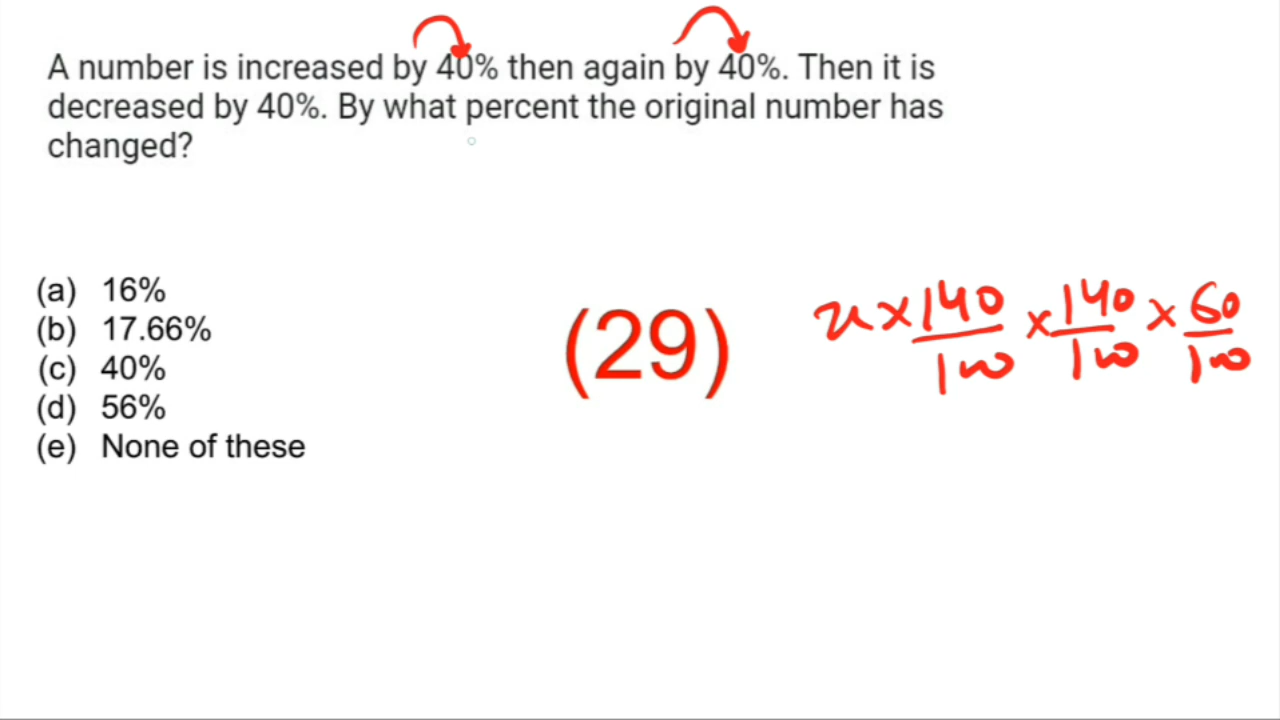 A number is increased by 40% then again by 40%. Then it is
decreased by 40%. By what percent the original number has
changed?
(a) 16%
(b) 17.66%
(c) 40%
(d) 56%
(e) None of these
(29)
x × 140/100 × 140/100 × 60/100